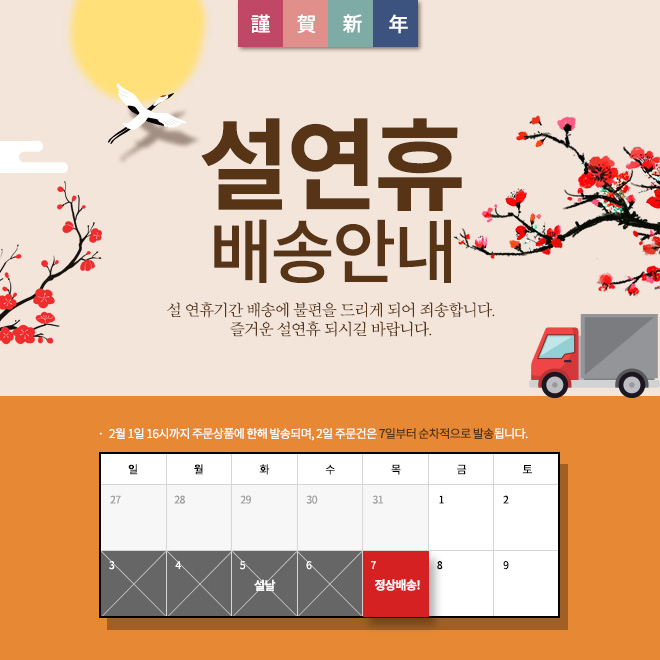 謹 賀 新 年
설연휴
배송안내
설 연휴기간 배송에 불편을 드리게 되어 죄송합니다.
즐거운 설연휴 되시길 바랍니다.
· 2월 1일 16시까지 주문상품에 한해 발송되며, 2일 주문건은 7일부터 순차적으로 발송됩니다.
일 월 화 수 목 금 토
27 28 29 30 31 1 2
3 4 5 6 7 8 9
설날 정상배송!